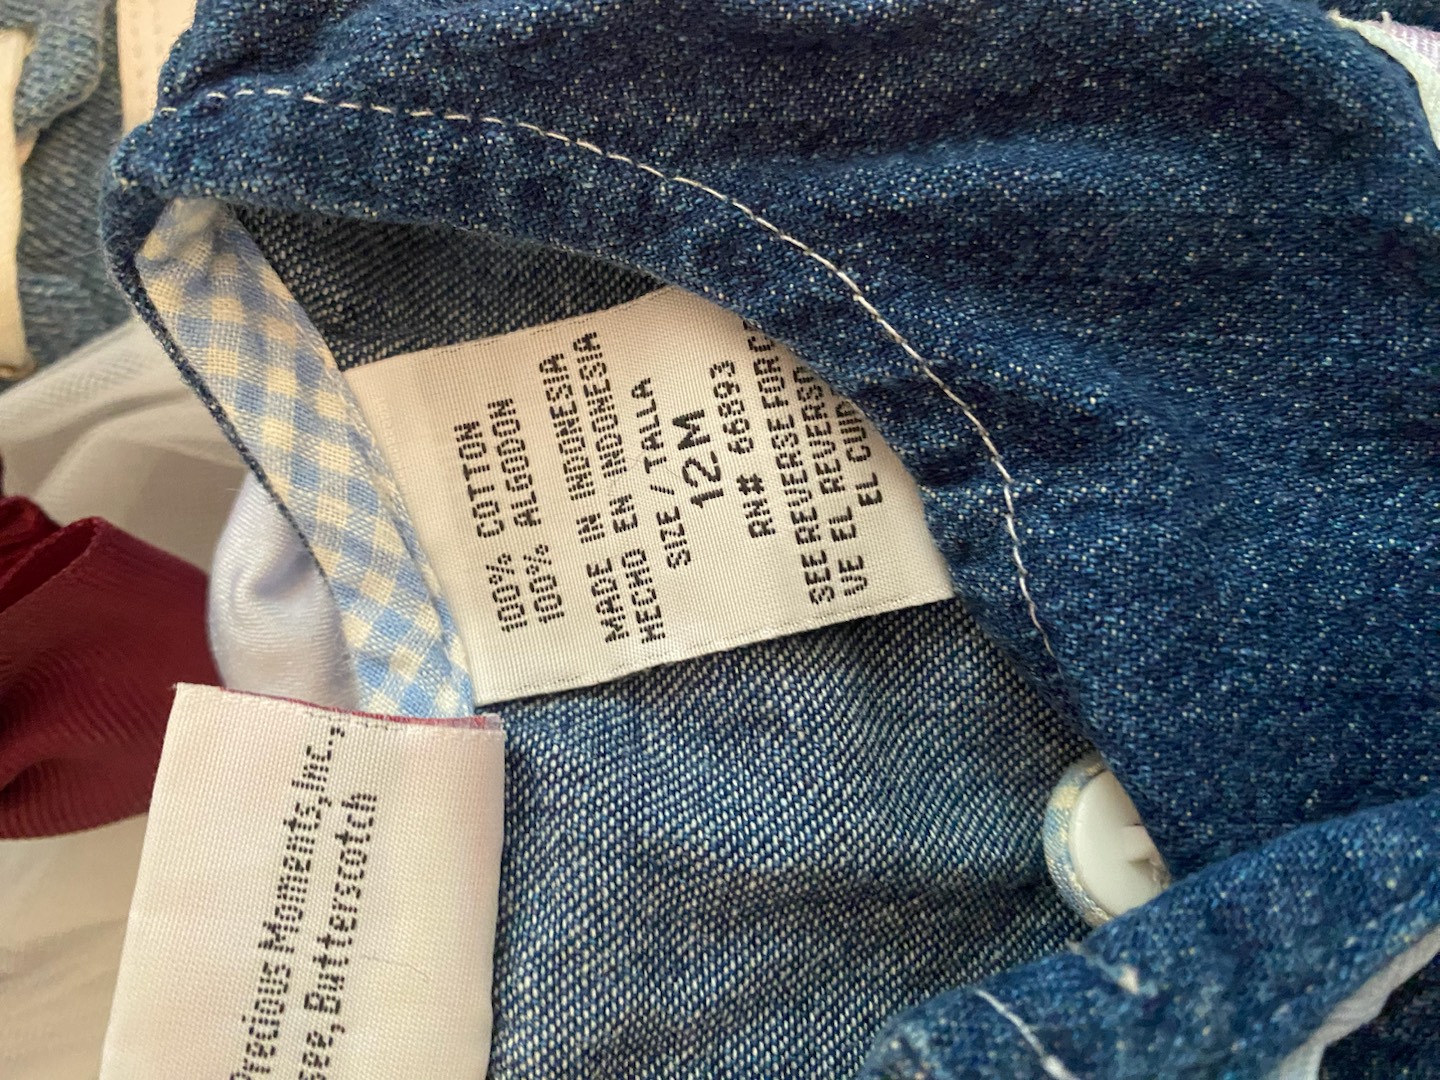 100% COTTON
100% ALGODON
MADE IN INDONESIA
HECHO EN INDONESIA
SIZE / TALLA
12M
RN# 66893
SEE REVERSE FOR
VE EL REVERSO
EL
Precious Moments, Inc.,
Butterscotch